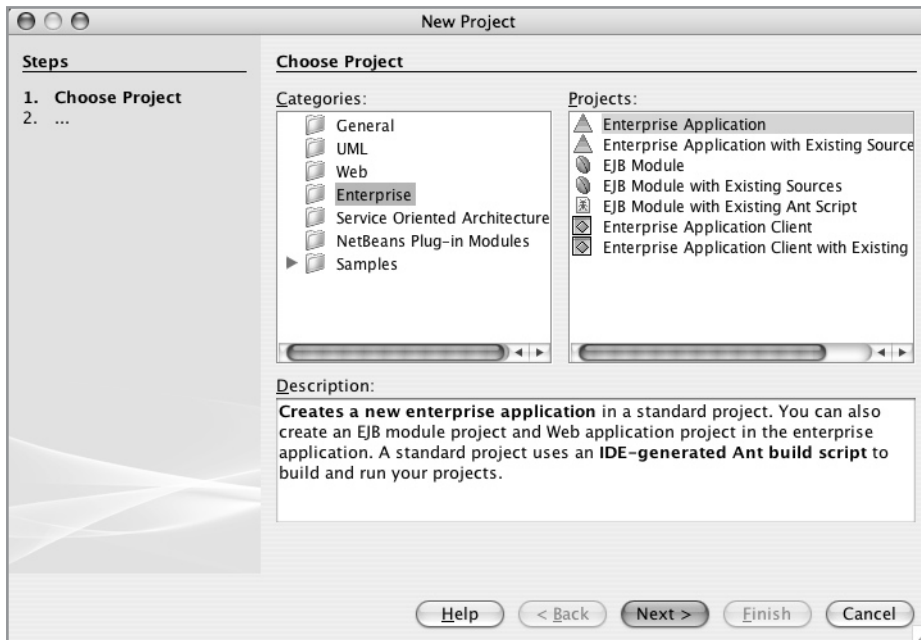 New Project
Steps
1. Choose Project
2. ...
Choose Project
Categories:
General
UML
Web
Enterprise
Service Oriented Architecture
NetBeans Plug-in Modules
Samples
Projects:
Enterprise Application
Enterprise Application with Existing Source
EJB Module
EJB Module with Existing Sources
EJB Module with Existing Ant Script
Enterprise Application Client
Enterprise Application Client with Existing
Description:
Creates a new enterprise application in a standard project. You can also
create an EJB module project and Web application project in the enterprise
application. A standard project uses an IDE-generated Ant build script to
build and run your projects.
Help
< Back
Next >
Finish
Cancel